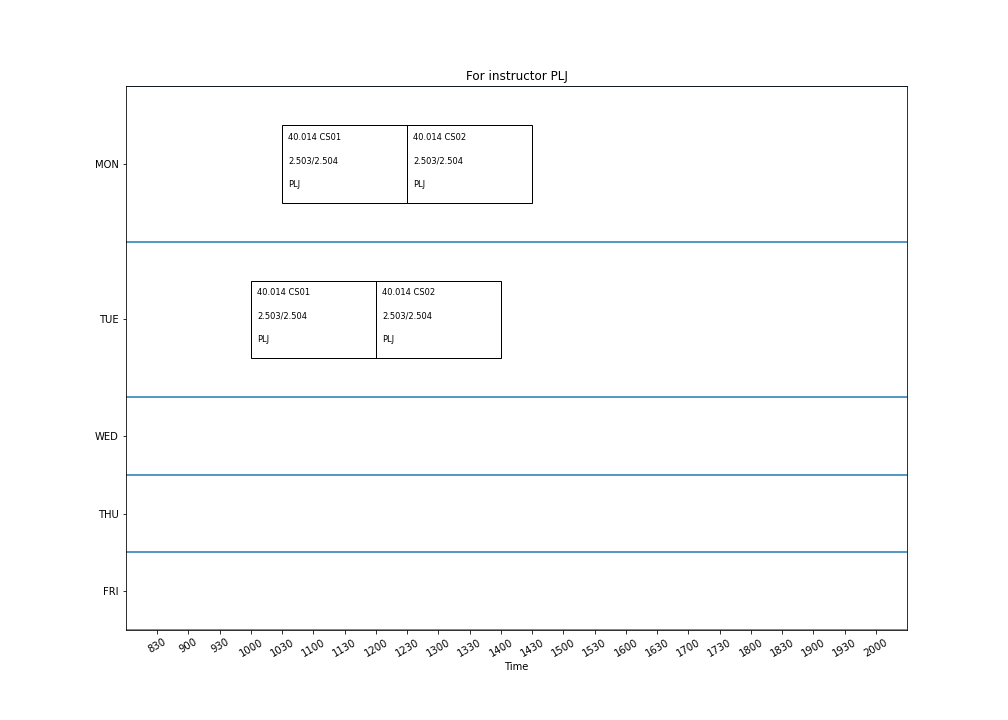 For instructor PLJ
MON
40.014 CS01
2.503/2.504
PLJ
40.014 CS02
2.503/2.504
PLJ
TUE
40.014 CS01
2.503/2.504
PLJ
40.014 CS02
2.503/2.504
PLJ
WED
THU
FRI
830 900 930 1000 1030 1100 1130 1200 1230 1300 1330 1400 1430 1500 1530 1600 1630 1700 1730 1800 1830 1900 1930 2000
Time